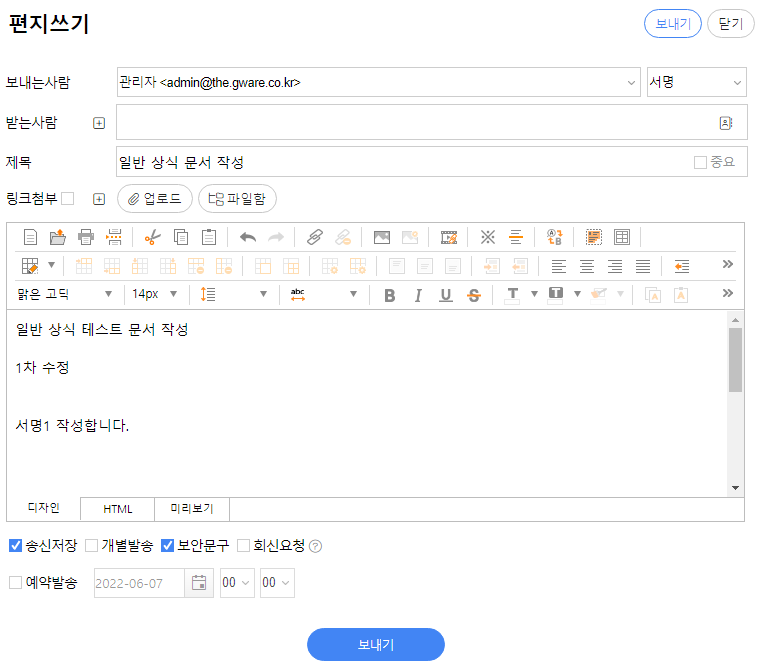 편지쓰기 보내기 닫기
보내는사람 관리자 <admin@the.gware.co.kr> 서명
받는사람
제목 일반 상식 문서 작성 중요
링크첨부 업로드 파일함
맑은 고딕 14px abc B I U S T T A A
일반 상식 테스트 문서 작성
1차 수정
서명1 작성합니다.
디자인 HTML 미리보기
송신저장 개별발송 보안문구 회신요청 ?
예약발송 2022-06-07 00 00
보내기